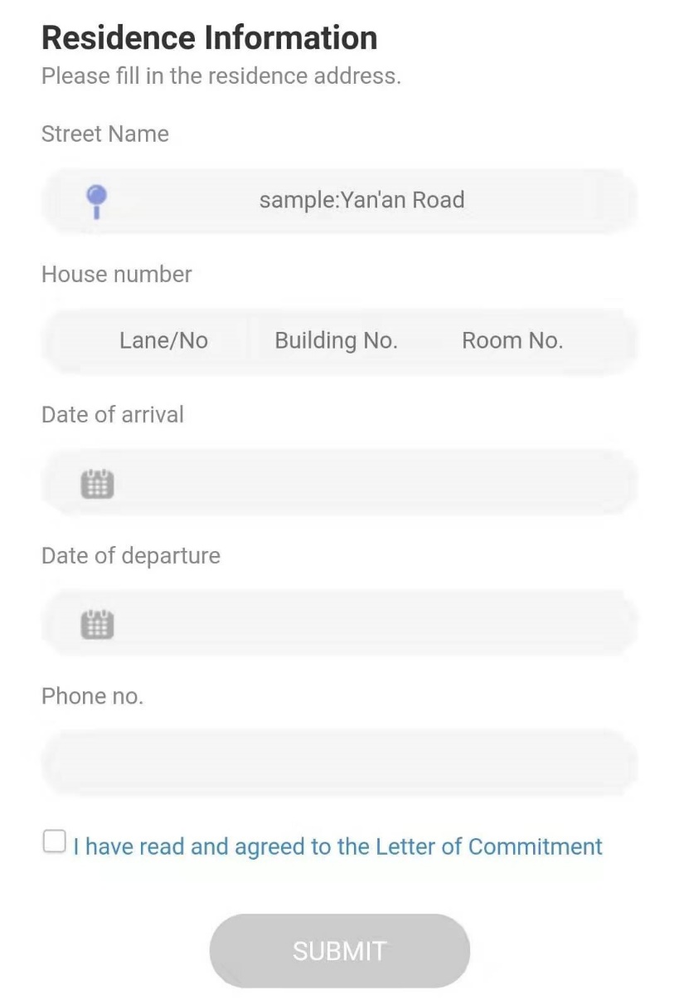 Residence Information
Please fill in the residence address.
Street Name
sample:Yan'an Road
House number
Lane/No Building No. Room No.
Date of arrival
Date of departure
Phone no.
I have read and agreed to the Letter of Commitment
SUBMIT